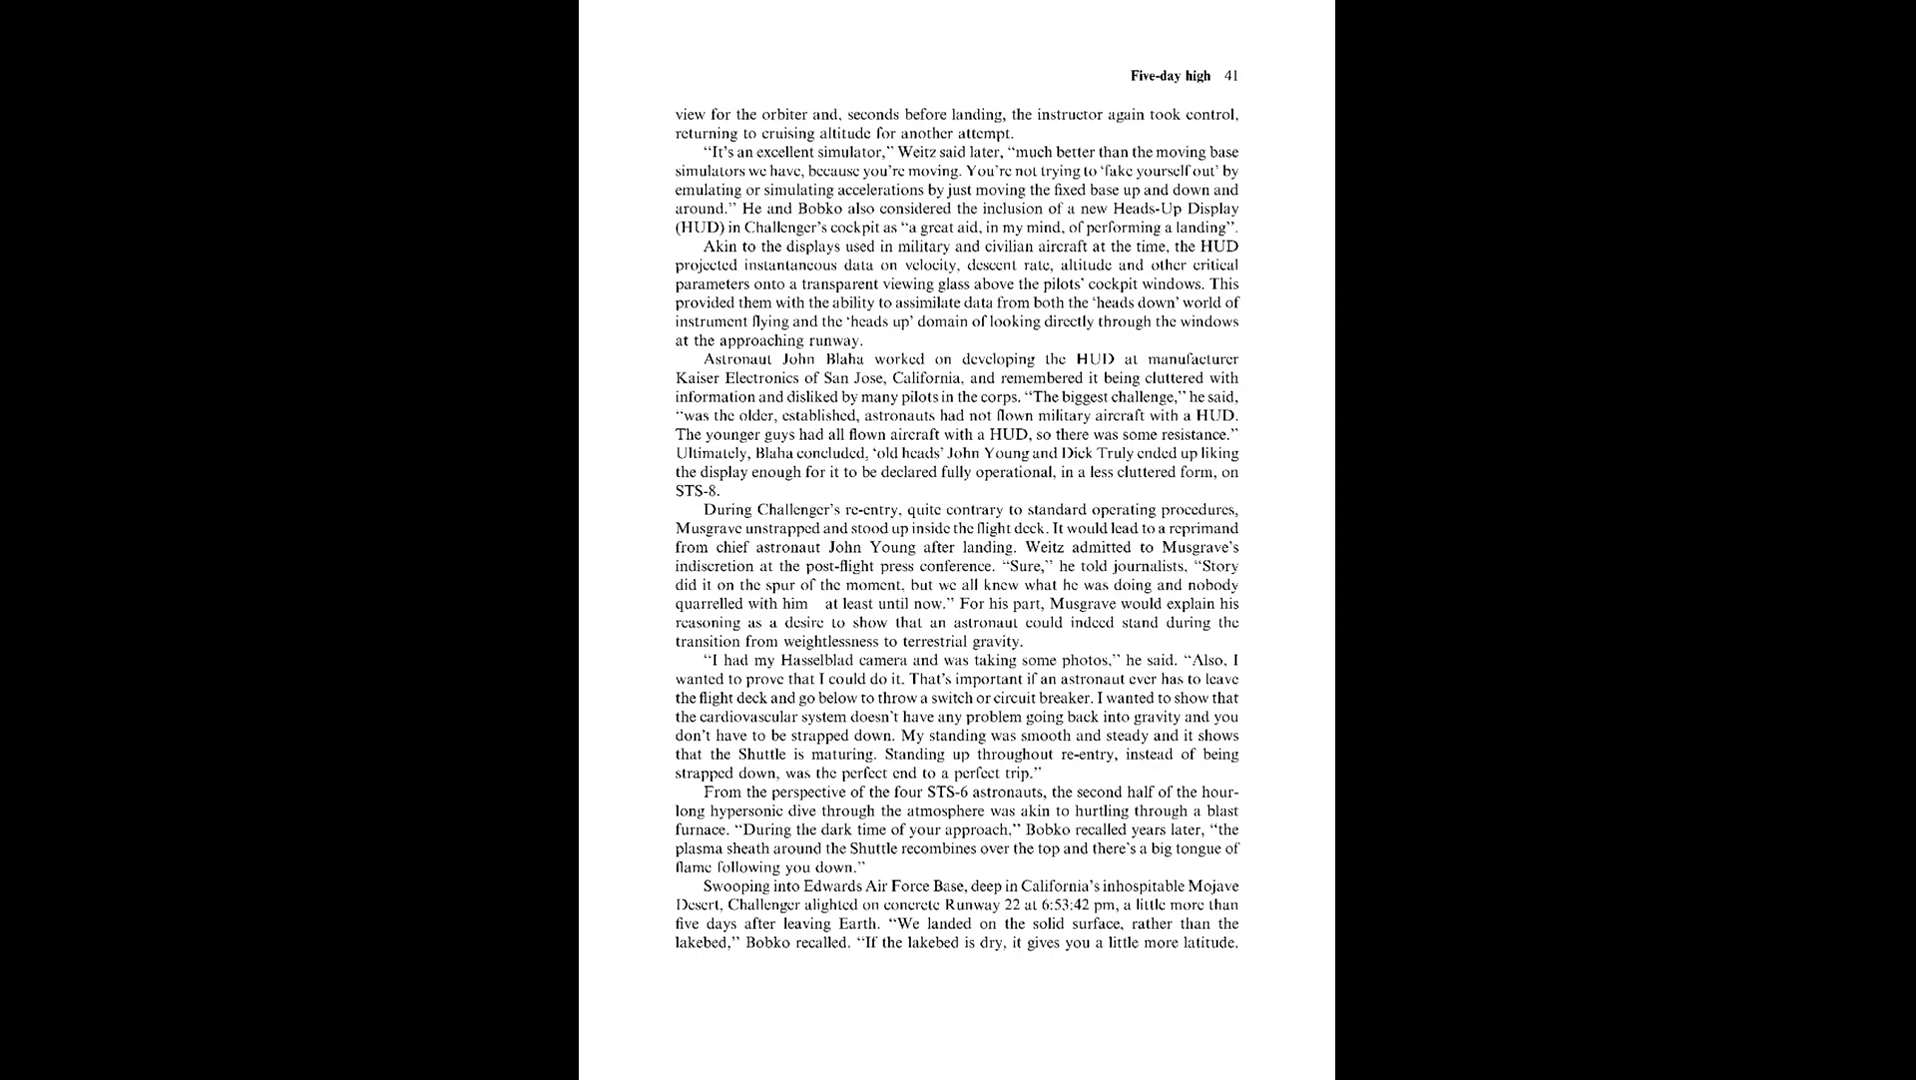 Five-day high 41
view for the orbiter and, seconds before landing, the instructor again took control,
returning to cruising altitude for another attempt.
“It’s an excellent simulator,” Weitz said later, “much better than the moving base
simulators we have, because you’re moving. You’re not trying to ‘fake yourself out’ by
emulating or simulating accelerations by just moving the fixed base up and down and
around.” He and Bobko also considered the inclusion of a new Heads-Up Display
(HUD) in Challenger’s cockpit as “a great aid, in my mind, of performing a landing”.
Akin to the displays used in military and civilian aircraft at the time, the HUD
projected instantaneous data on velocity, descent rate, altitude and other critical
parameters onto a transparent viewing glass above the pilots’ cockpit windows. This
provided them with the ability to assimilate data from both the ‘heads down’ world of
instrument flying and the ‘heads up’ domain of looking directly through the windows
at the approaching runway.
Astronaut John Blaha worked on developing the HUD at manufacturer
Kaiser Electronics of San Jose, California, and remembered it being cluttered with
information and disliked by many pilots in the corps. “The biggest challenge,” he said,
“was the older, established, astronauts had not flown military aircraft with a HUD.
The younger guys had all flown aircraft with a HUD, so there was some resistance.”
Ultimately, Blaha concluded, ‘old heads’ John Young and Dick Truly ended up liking
the display enough for it to be declared fully operational, in a less cluttered form, on
STS-8.
During Challenger’s re-entry, quite contrary to standard operating procedures,
Musgrave unstrapped and stood up inside the flight deck. It would lead to a reprimand
from chief astronaut John Young after landing. Weitz admitted to Musgrave’s
indiscretion at the post-flight press conference. “Sure,” he told journalists, “Story
did it on the spur of the moment, but we all knew what he was doing and nobody
quarrelled with him at least until now.” For his part, Musgrave would explain his
reasoning as a desire to show that an astronaut could indeed stand during the
transition from weightlessness to terrestrial gravity.
“I had my Hasselblad camera and was taking some photos,” he said. “Also, I
wanted to prove that I could do it. That’s important if an astronaut ever has to leave
the flight deck and go below to throw a switch or circuit breaker. I wanted to show that
the cardiovascular system doesn’t have any problem going back into gravity and you
don’t have to be strapped down. My standing was smooth and steady and it shows
that the Shuttle is maturing. Standing up throughout re-entry, instead of being
strapped down, was the perfect end to a perfect trip.”
From the perspective of the four STS-6 astronauts, the second half of the hour-
long hypersonic dive through the atmosphere was akin to hurtling through a blast
furnace. “During the dark time of your approach,” Bobko recalled years later, “the
plasma sheath around the Shuttle recombines over the top and there’s a big tongue of
flame following you down.”
Swooping into Edwards Air Force Base, deep in California’s inhospitable Mojave
Desert, Challenger alighted on concrete Runway 22 at 6:53:42 pm, a little more than
five days after leaving Earth. “We landed on the solid surface, rather than the
lakebed,” Bobko recalled. “If the lakebed is dry, it gives you a little more latitude.